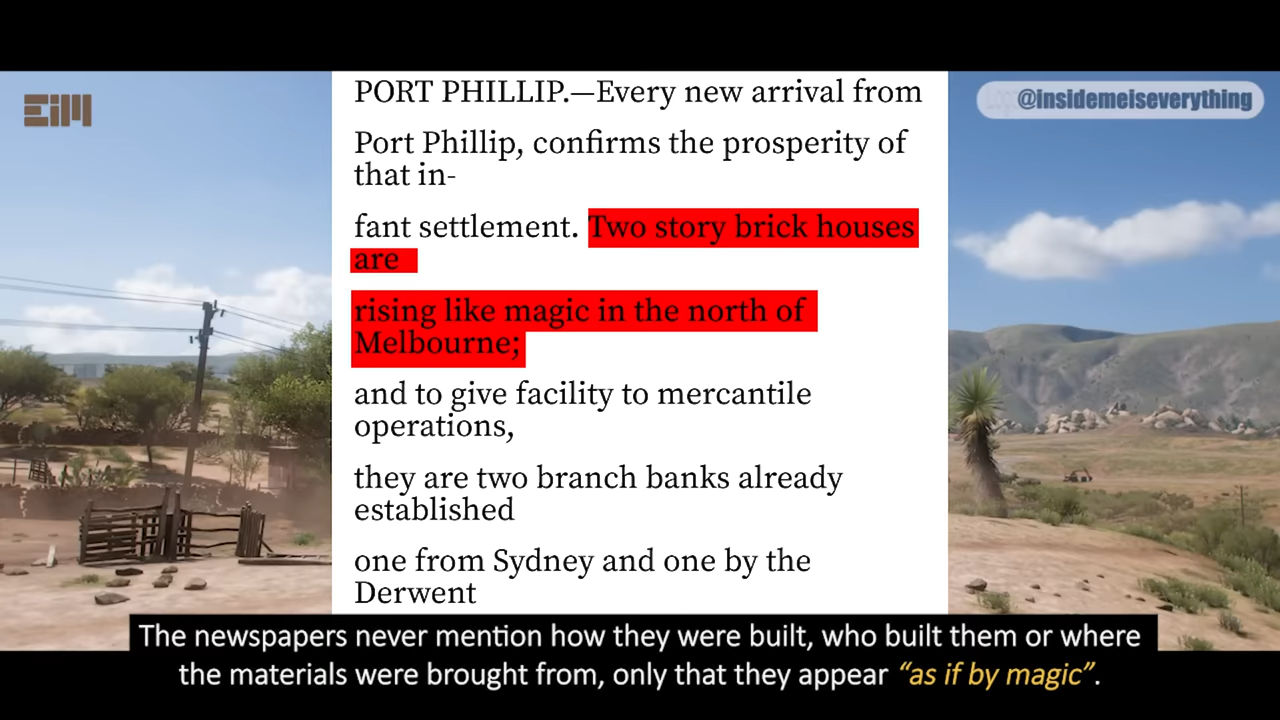 EiM
@insidemeiseverything
PORT PHILLIP.—Every new arrival from
Port Phillip, confirms the prosperity of
that in-
fant settlement. Two story brick houses
are
rising like magic in the north of
Melbourne;
and to give facility to mercantile
operations,
they are two branch banks already
established
one from Sydney and one by the
Derwent
The newspapers never mention how they were built, who built them or where
the materials were brought from, only that they appear “as if by magic”.